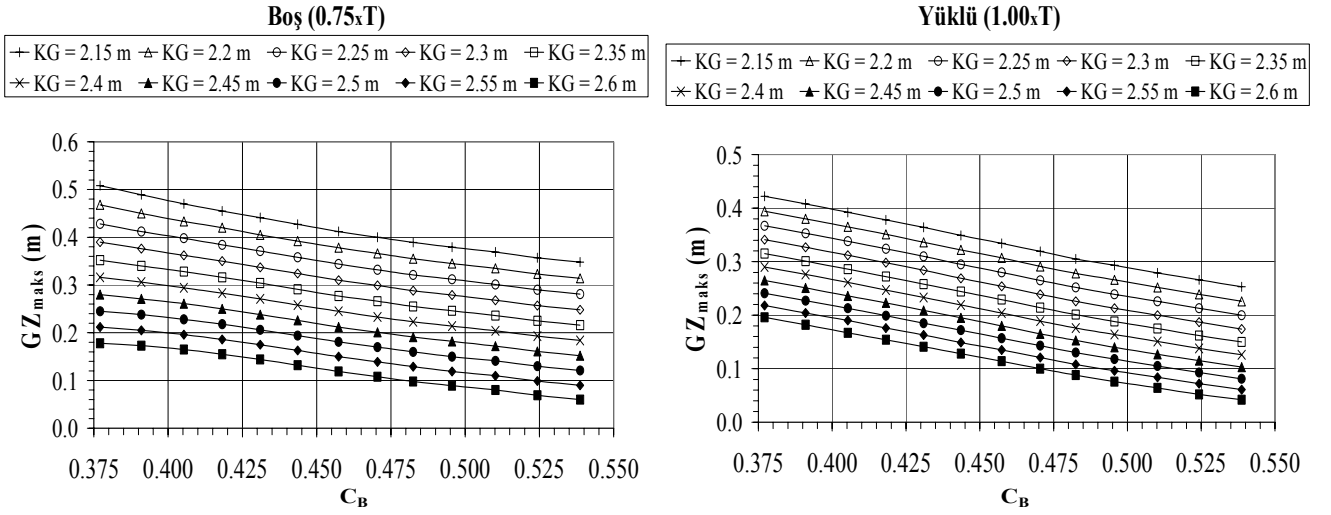 Boş (0.75xT)
KG = 2.15 m KG = 2.2 m KG = 2.25 m KG = 2.3 m KG = 2.35 m
KG = 2.4 m KG = 2.45 m KG = 2.5 m KG = 2.55 m KG = 2.6 m
0.6
0.5
0.4
0.3
0.2
0.1
0.0
GZmaks (m)
0.375 0.400 0.425 0.450 0.475 0.500 0.525 0.550
CB
Yüklü (1.00xT)
KG = 2.15 m KG = 2.2 m KG = 2.25 m KG = 2.3 m KG = 2.35 m
KG = 2.4 m KG = 2.45 m KG = 2.5 m KG = 2.55 m KG = 2.6 m
0.5
0.4
0.3
0.2
0.1
0.0
GZmaks (m)
0.375 0.400 0.425 0.450 0.475 0.500 0.525 0.550
CB